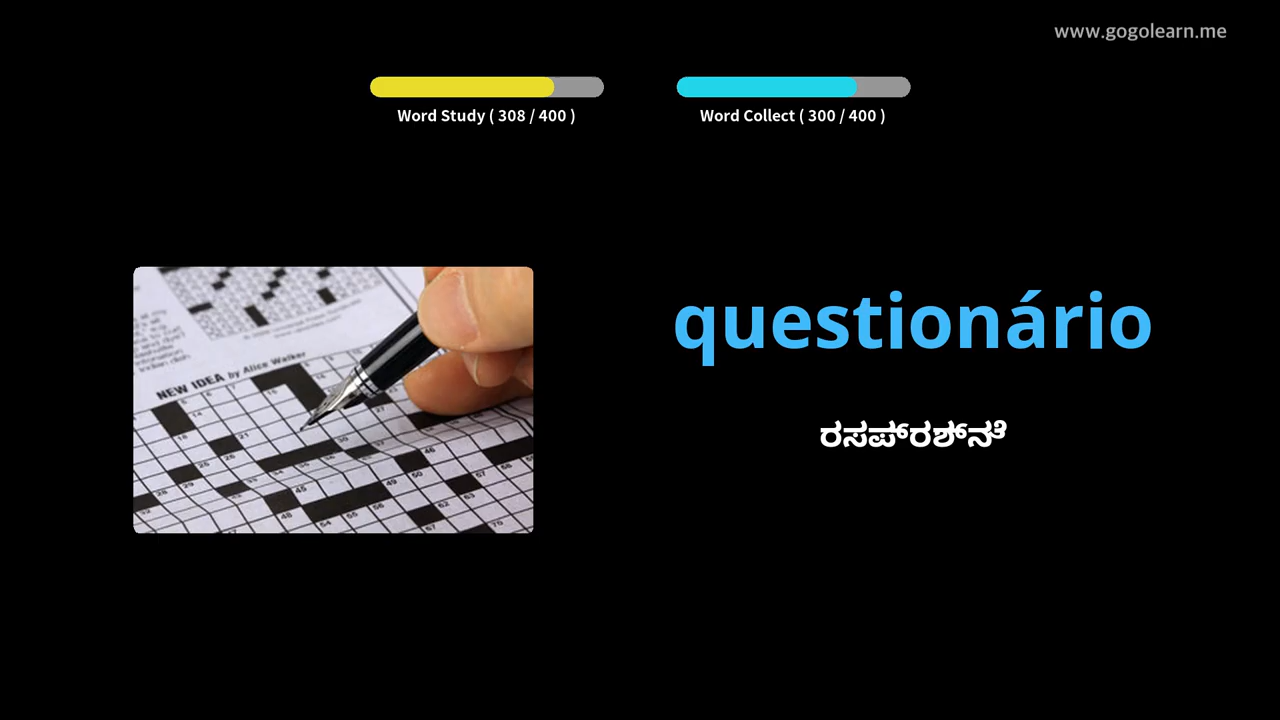 www.gogolearn.me
Word Study ( 308 / 400 )
Word Collect ( 300 / 400 )
NEW IDEA by Alice Walker
questionário
ರಸಪ್ರಶ್ನೆ